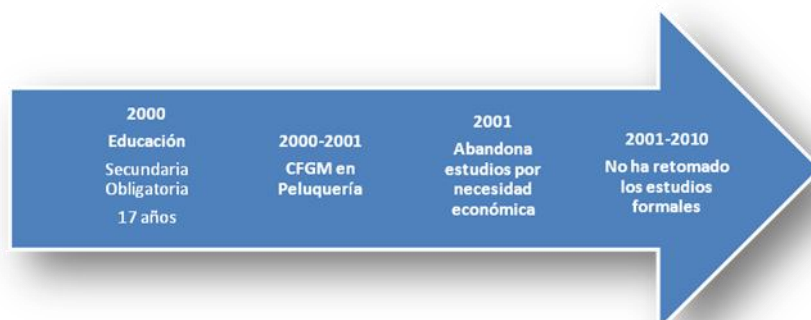 2000
Educación
Secundaria
Obligatoria
17 años
2000-2001
CFGM en
Peluquería
2001
Abandona
estudios por
necesidad
económica
2001-2010
No ha retomado
los estudios
formales